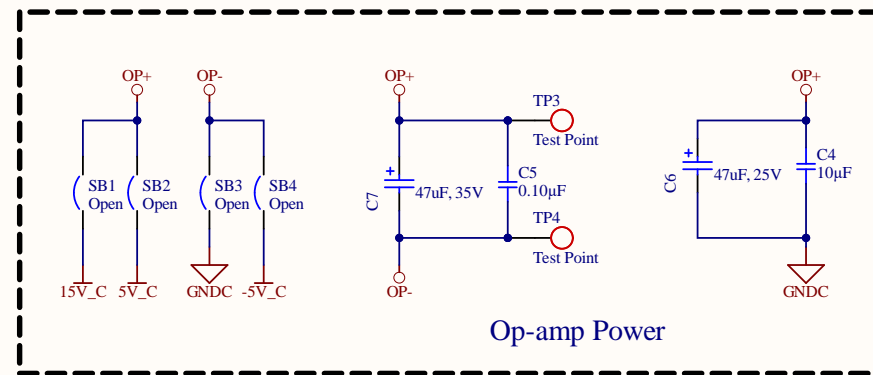 OP+
OP-
SB1
Open
SB2
Open
SB3
Open
SB4
Open
15V_C
5V_C
GNDC
-5V_C
OP+
TP3
Test Point
+
C7
47uF, 35V
C5
0.10µF
TP4
Test Point
OP-
OP+
+
C6
47uF, 25V
C4
10µF
GNDC
Op-amp Power